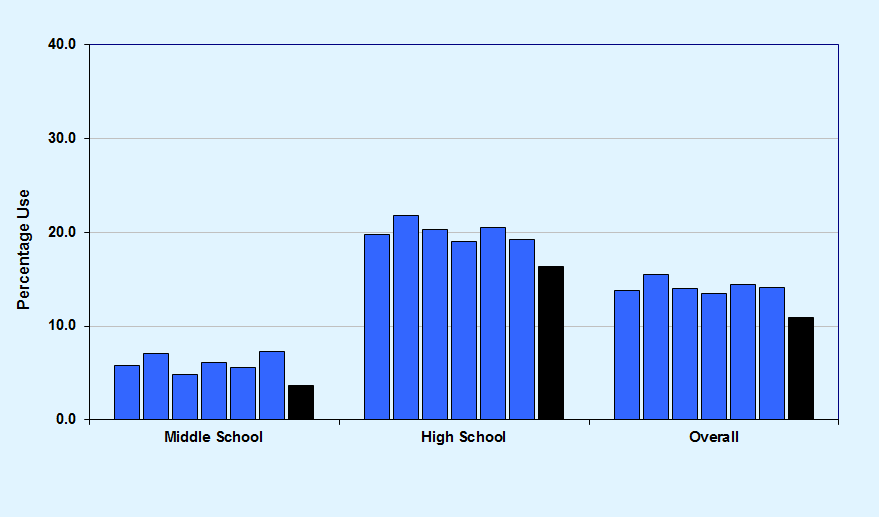 40.0
30.0
20.0
10.0
0.0
Percentage Use
Middle School
High School
Overall